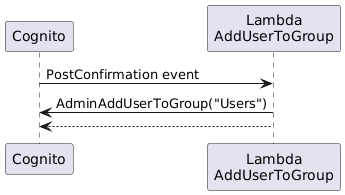 Cognito
Lambda
AddUserToGroup
PostConfirmation event
AdminAddUserToGroup("Users")
Cognito
Lambda
AddUserToGroup